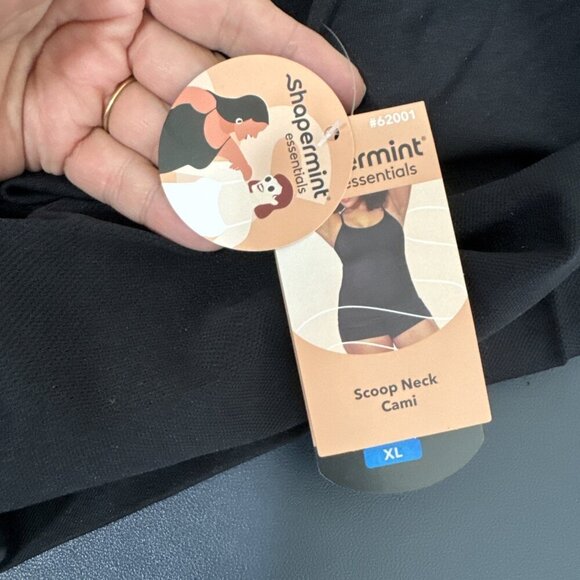 Shapermint®
essentials
#62001
ermint®
essentials
Scoop Neck
Cami
XL